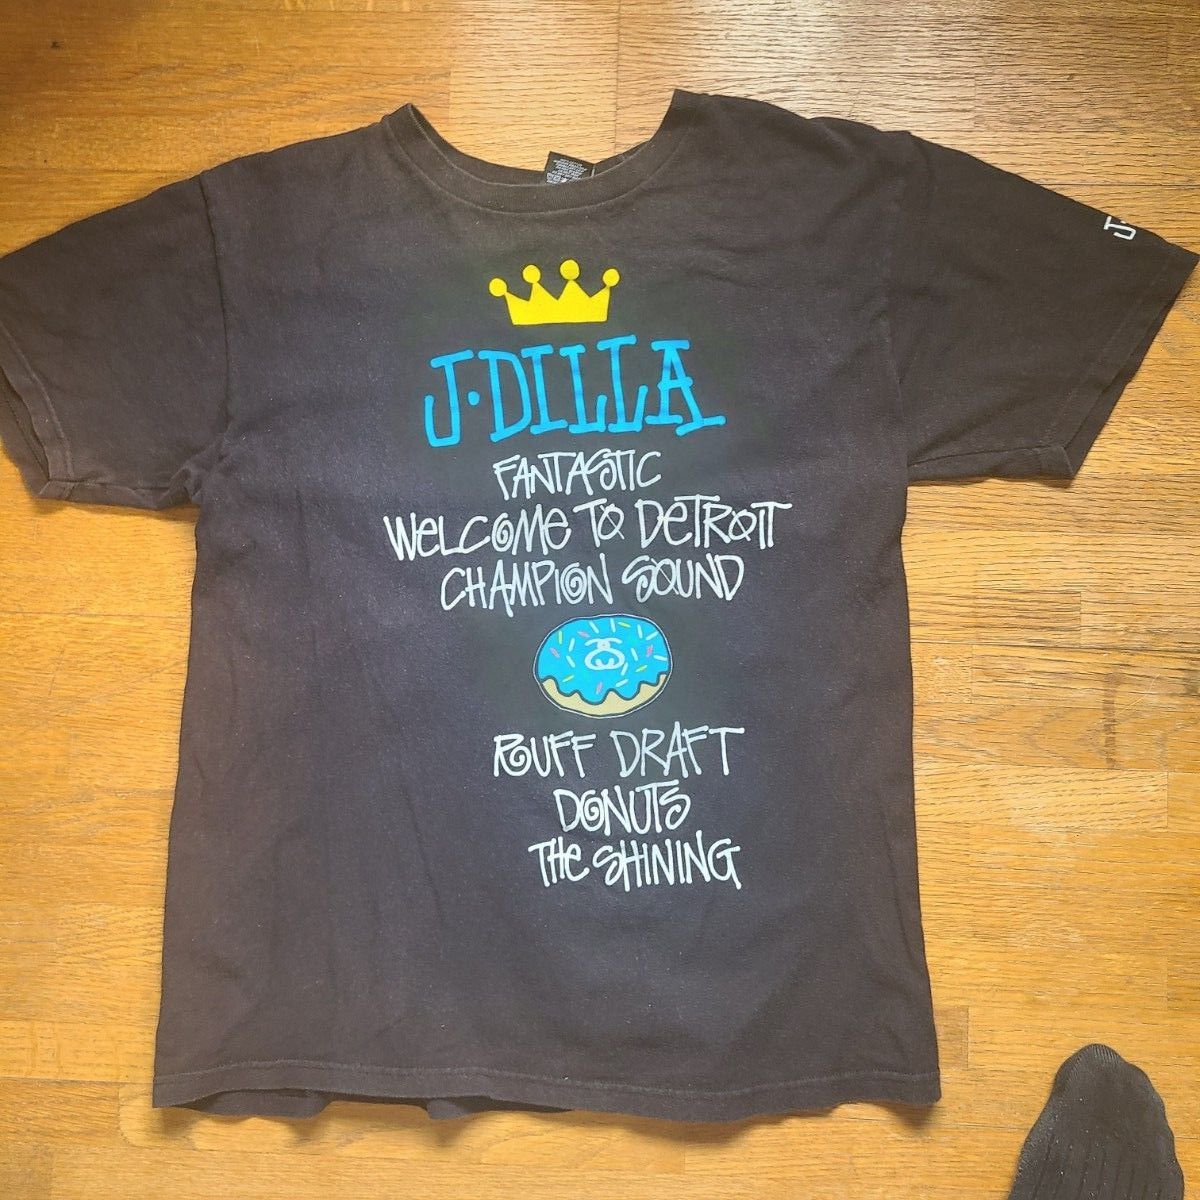 J·DILLA
FANTASTIC
WELCOME TO DETROIT
CHAMPION SOUND
RUFF DRAFT
DONUTS
THE SHINING
J·